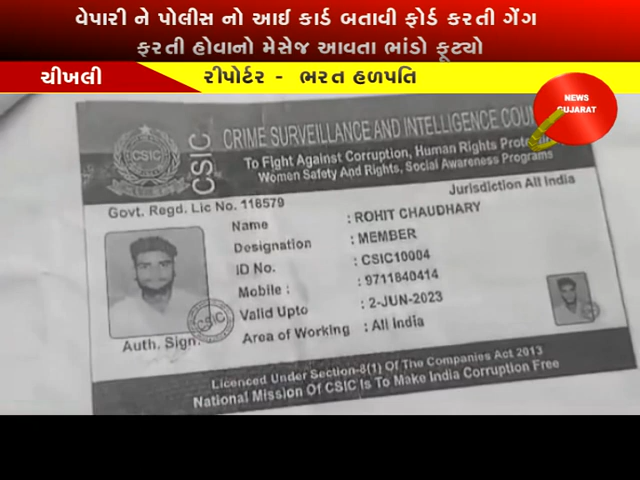 વેપારી ને પોલીસ નો આઈ કાર્ડ બતાવી ફોર્ડ કરતી ગેંગ
ફરતી હોવાનો મેસેજ આવતા ભાંડો ફૂટ્યો
ચીખલી
રીપોર્ટર - ભરત હળપતિ
NEWS
GUJARAT
CSIC
CSIC
CRIME SURVEILLANCE AND INTELLIGENCE COU
To Fight Against Corruption, Human Rights
Women Safety And Rights, Social Awareness Programs
Jurisdiction All India
Govt. Regd. Lic No. 118579
Name : ROHIT CHAUDHARY
Designation : MEMBER
ID No. : CSIC10004
Mobile : : 9711840414
Valid Upto : 2-JUN-2023
Area of Working : All India
CSIC
Auth. Sign.
Licenced Under Section-8(1) Of The Companies Act 2013
National Mission Of CSIC Is To Make India Corruption Free